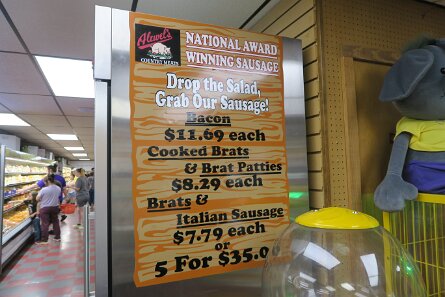 Alewel's
COUNTRY MEATS
NATIONAL AWARD
WINNING SAUSAGE
Drop the Salad,
Grab Our Sausage!
Bacon
$11.69 each
Cooked Brats
& Brat Patties
$8.29 each
Brats &
Italian Sausage
$7.79 each
or
5 For $35.0